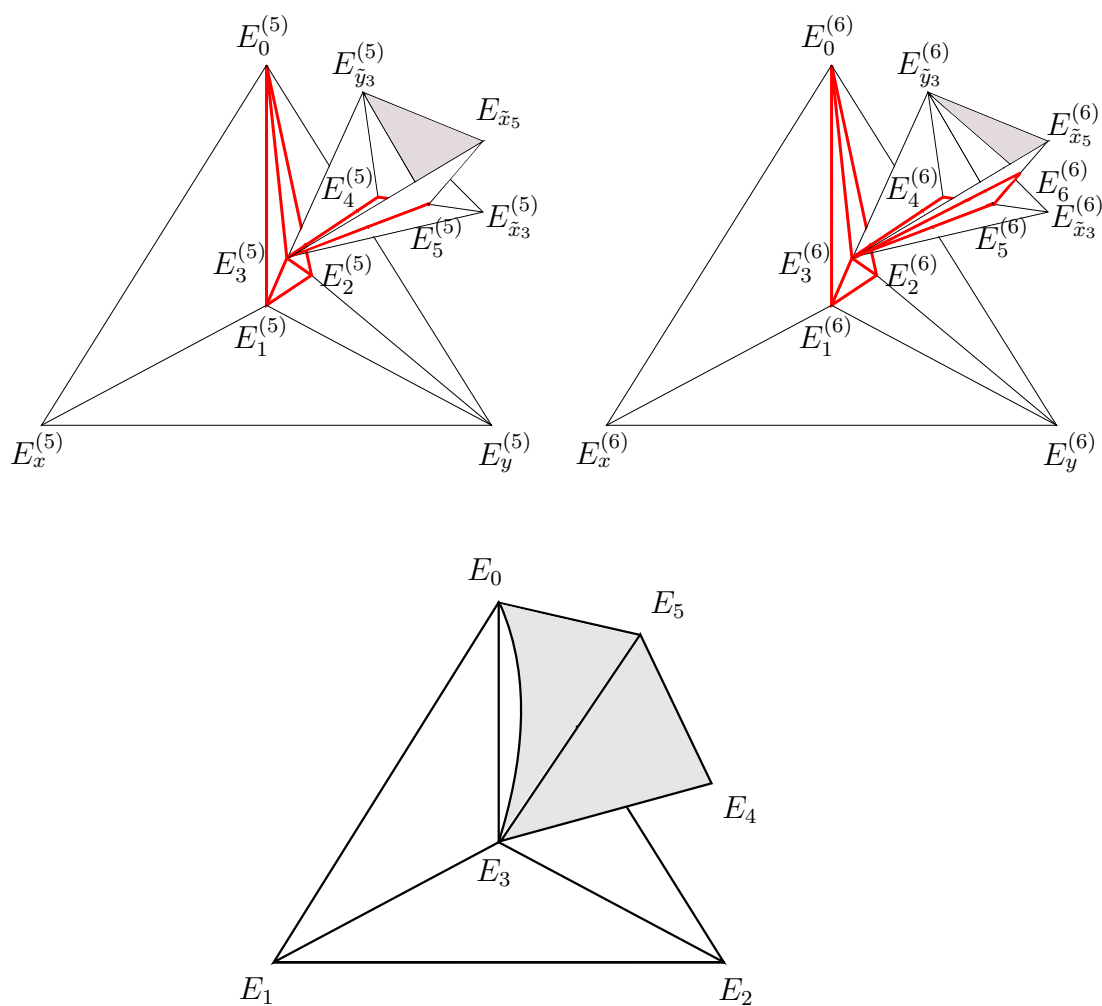 E_0^{(5)}
E_{\tilde{y}_3}^{(5)}
E_{\tilde{x}_5}
E_4^{(5)}
E_{\tilde{x}_3}^{(5)}
E_5^{(5)}
E_3^{(5)}
E_2^{(5)}
E_1^{(5)}
E_x^{(5)}
E_y^{(5)}
E_0^{(6)}
E_{\tilde{y}_3}^{(6)}
E_{\tilde{x}_5}^{(6)}
E_4^{(6)}
E_6^{(6)}
E_{\tilde{x}_3}^{(6)}
E_5^{(6)}
E_3^{(6)}
E_2^{(6)}
E_1^{(6)}
E_x^{(6)}
E_y^{(6)}
E_0
E_5
E_4
E_3
E_1
E_2